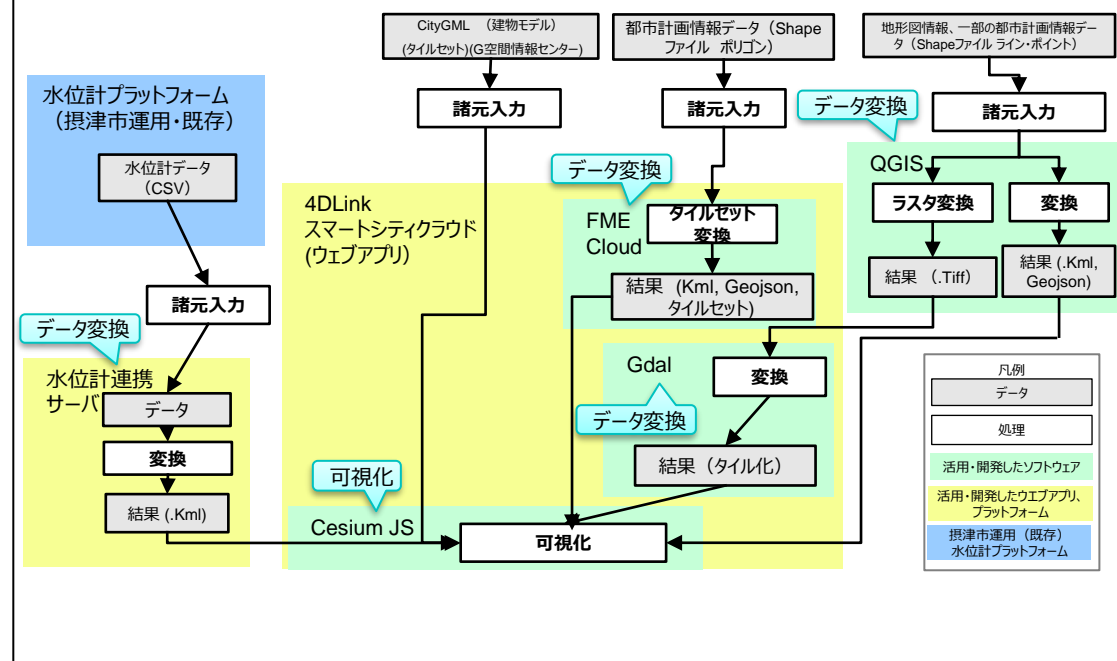 CityGML （建物モデル）
(タイルセット)(G空間情報センター)
都市計画情報データ（Shape
ファイル ポリゴン）
地形図情報、一部の都市計画情報デー
タ（Shapeファイル ライン・ポイント）
水位計プラットフォーム
（摂津市運用・既存）
諸元入力
諸元入力
データ変換
諸元入力
水位計データ
（CSV）
データ変換
QGIS
4DLink
スマートシティクラウド
(ウェブアプリ)
FME
Cloud
タイルセット
変換
ラスタ変換
変換
結果 （.Tiff）
結果 (.Kml,
Geojson)
結果 （Kml, Geojson,
タイルセット）
諸元入力
データ変換
水位計連携
サーバ
データ
変換
結果 (.Kml)
Gdal
変換
データ変換
結果（タイル化）
可視化
Cesium JS
可視化
凡例
データ
処理
活用・開発したソフトウェア
活用・開発したウエブアプリ、
プラットフォーム
摂津市運用（既存）
水位計プラットフォーム